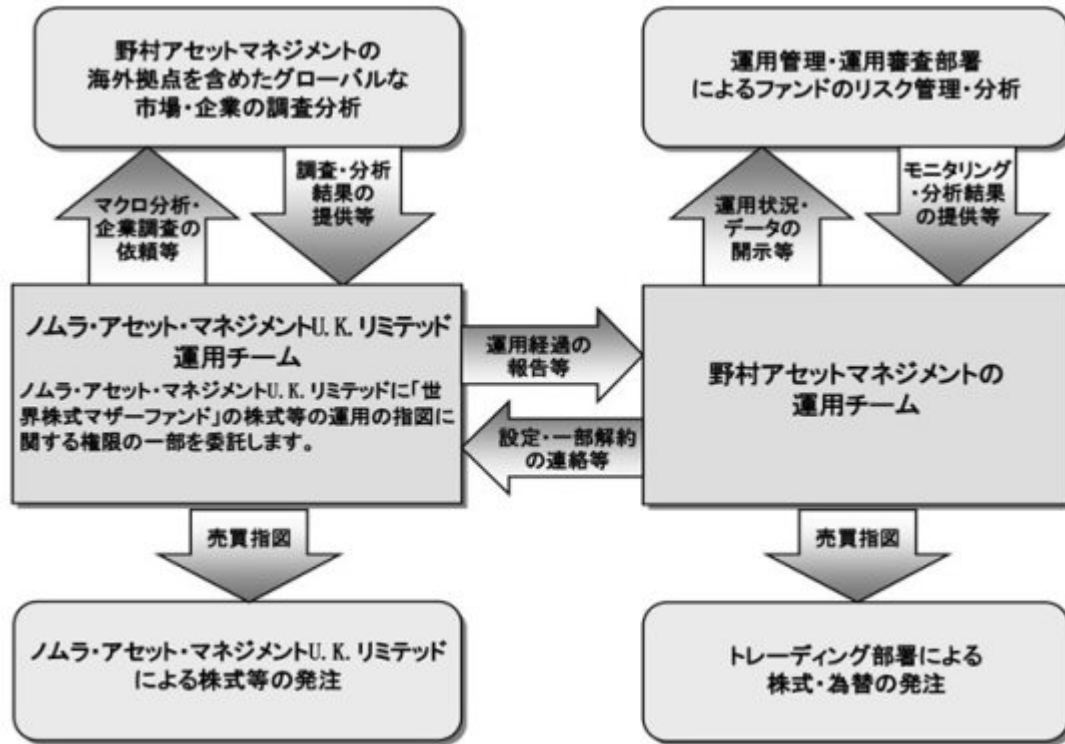 野村アセットマネジメントの
海外拠点を含めたグローバルな
市場・企業の調査分析
運用管理・運用審査部署
によるファンドのリスク管理・分析
マクロ分析・
企業調査の
依頼等
調査・分析
結果の
提供等
運用状況・
データの
開示等
モニタリング
・分析結果
の提供等
ノムラ・アセット・マネジメントU.K.リミテッド
運用チーム
ノムラ・アセット・マネジメントU.K.リミテッドに「世
界株式マザーファンド」の株式等の運用の指図に
関する権限の一部を委託します。
運用経過の
報告等
設定・一部解約
の連絡等
野村アセットマネジメントの
運用チーム
売買指図
売買指図
ノムラ・アセット・マネジメントU.K.リミテッド
による株式等の発注
トレーディング部署による
株式・為替の発注